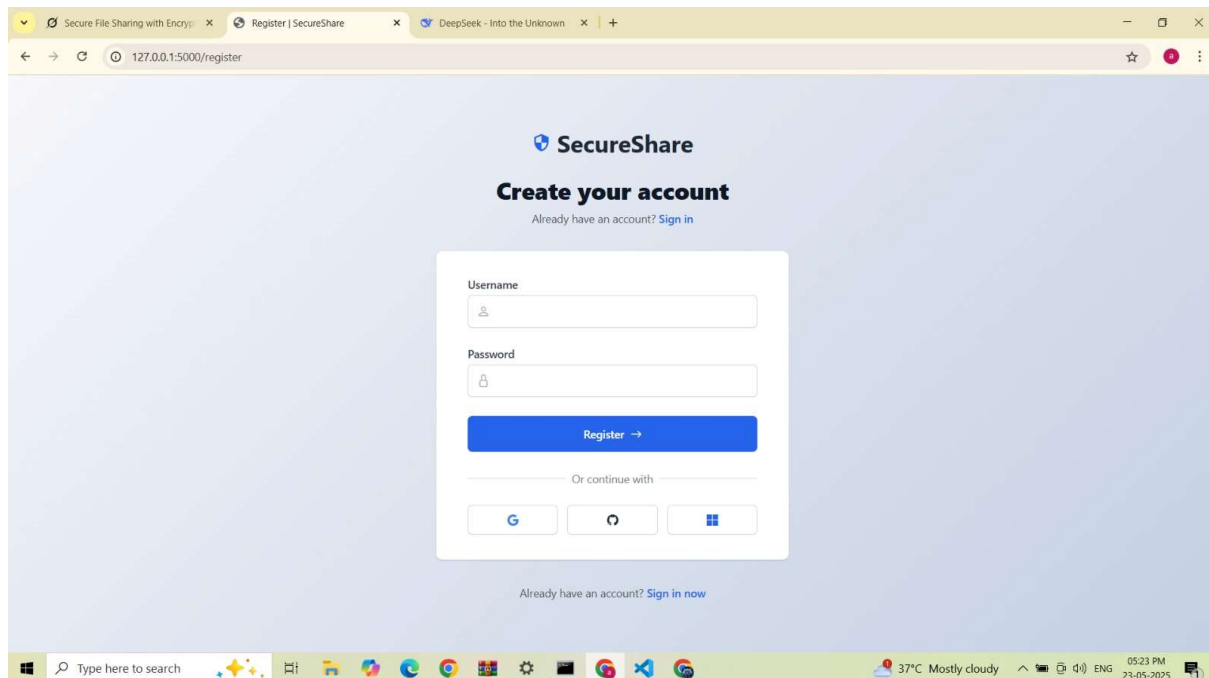 Secure File Sharing with Encryp
Register | SecureShare
DeepSeek - Into the Unknown
127.0.0.1:5000/register
a
SecureShare
Create your account
Already have an account? Sign in
Username
Password
Register →
Or continue with
G
Already have an account? Sign in now
Type here to search
37°C Mostly cloudy
ENG
05:23 PM
23-05-2025